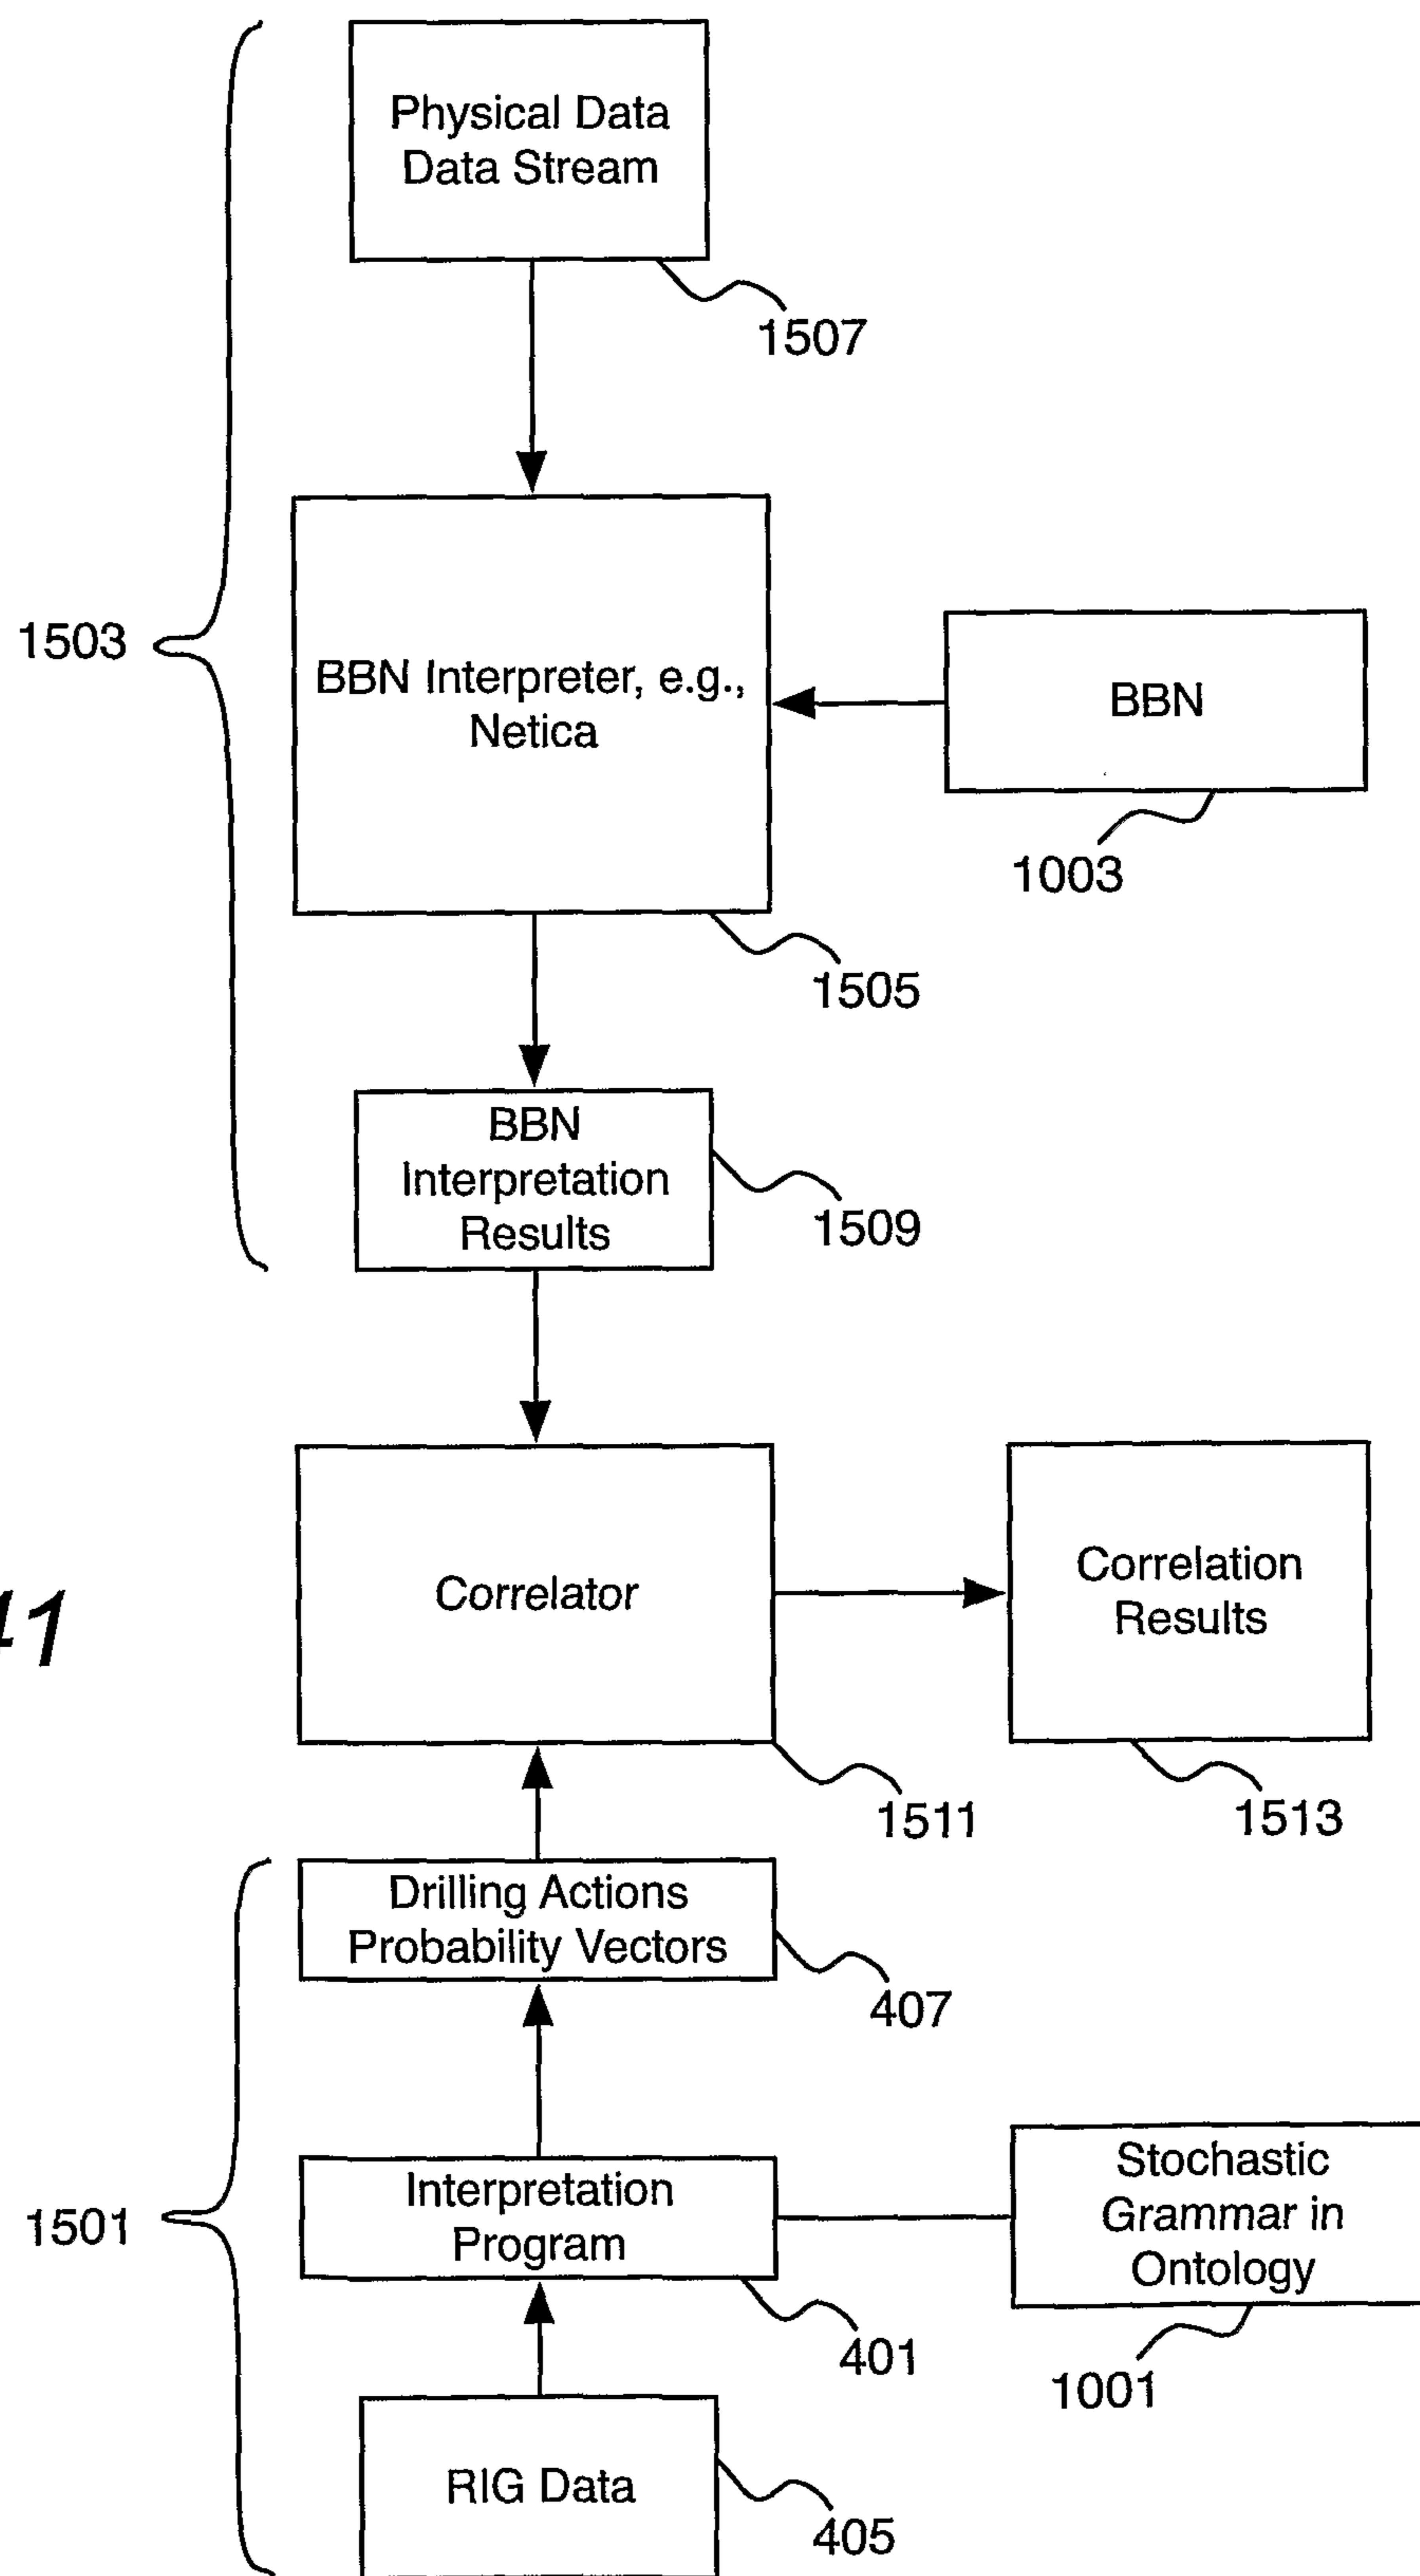 Physical Data
Data Stream
1507
1503
BBN Interpreter, e.g.,
Netica
BBN
1003
1505
BBN
Interpretation
Results
1509
Correlator
Correlation
Results
41
1511
1513
Drilling Actions
Probability Vectors
407
1501
Interpretation
Program
Stochastic
Grammar in
Ontology
401
1001
RIG Data
405